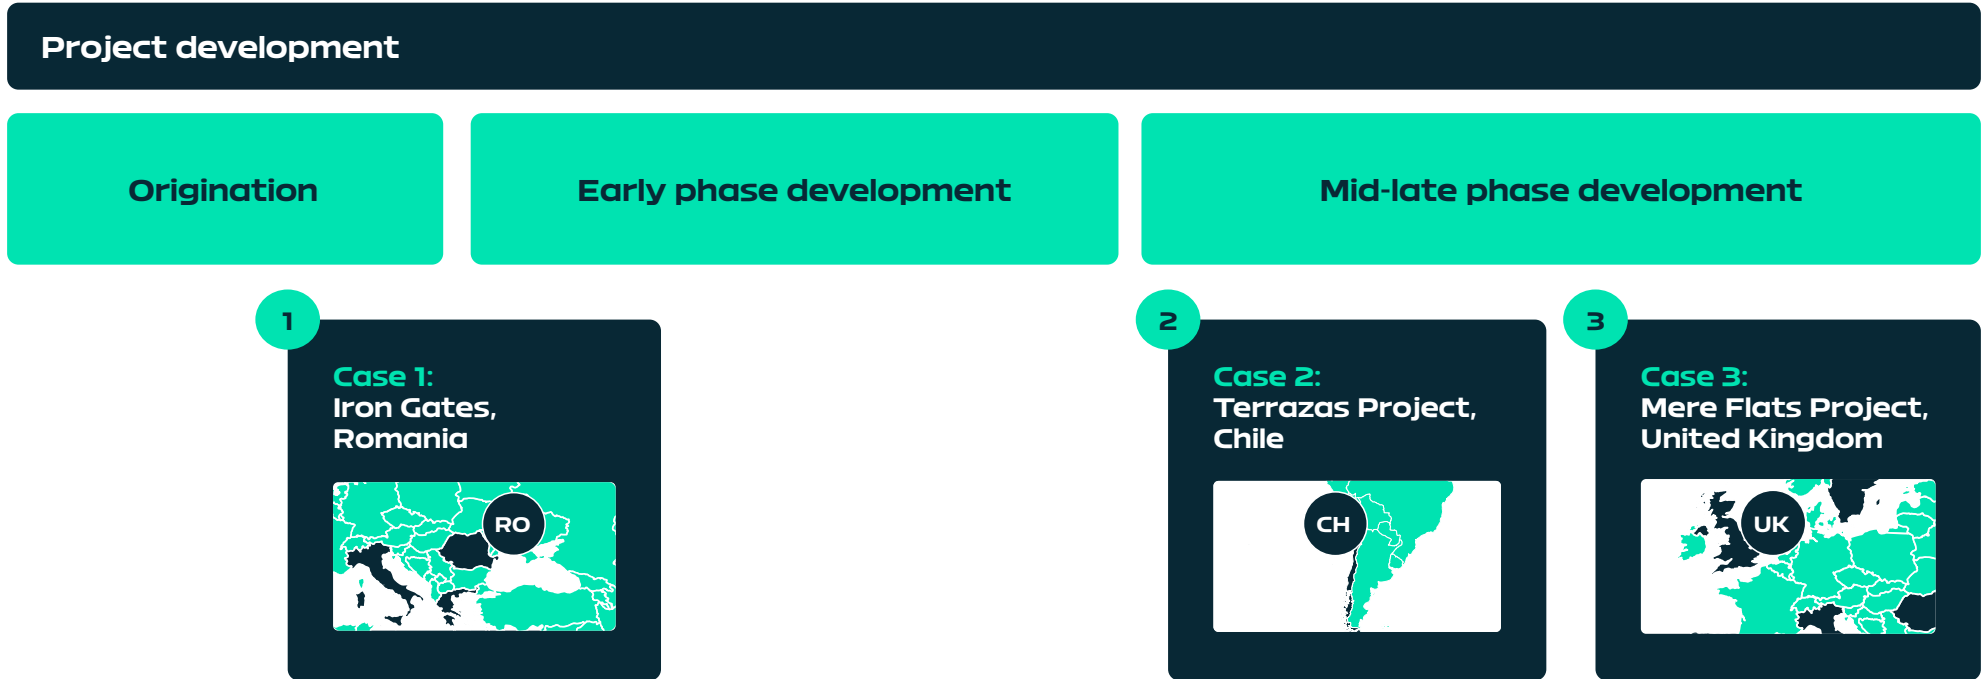 Project development
Origination
Early phase development
Mid-late phase development
1
Case 1:
Iron Gates,
Romania
RO
2
Case 2:
Terrazas Project,
Chile
CH
3
Case 3:
Mere Flats Project,
United Kingdom
UK